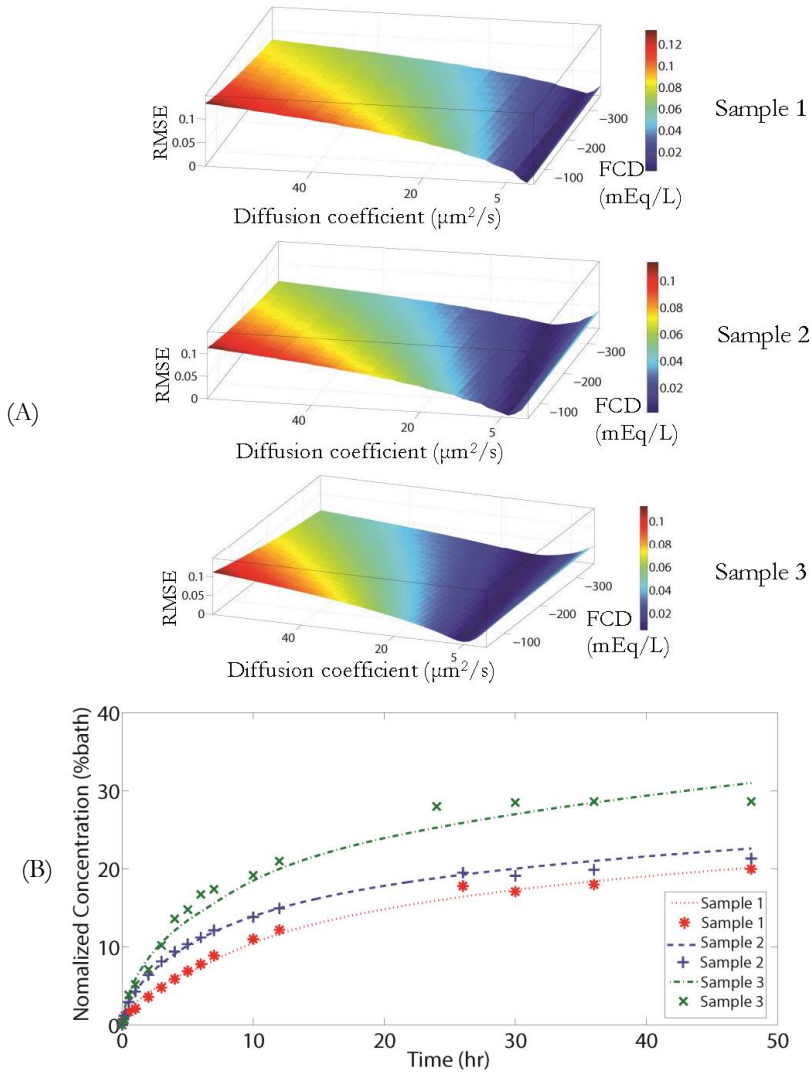 0.12
0.1
0.08
0.06
0.04
0.02
Sample 1
RMSE
0.1
0.05
0
40
20
5
−100
−200
−300
FCD
(mEq/L)
Diffusion coefficient (μm²/s)
0.1
0.08
0.06
0.04
0.02
Sample 2
RMSE
0.1
0.05
0
40
20
5
−100
−200
−300
FCD
(mEq/L)
Diffusion coefficient (μm²/s)
(A)
0.1
0.08
0.06
0.04
0.02
Sample 3
RMSE
0.1
0.05
0
40
20
5
−100
−200
−300
FCD
(mEq/L)
Diffusion coefficient (μm²/s)
(B)
Nomalized Concentration (%bath)
40
30
20
10
0
0
10
20
30
40
50
Time (hr)
Sample 1
Sample 1
Sample 2
Sample 2
Sample 3
Sample 3